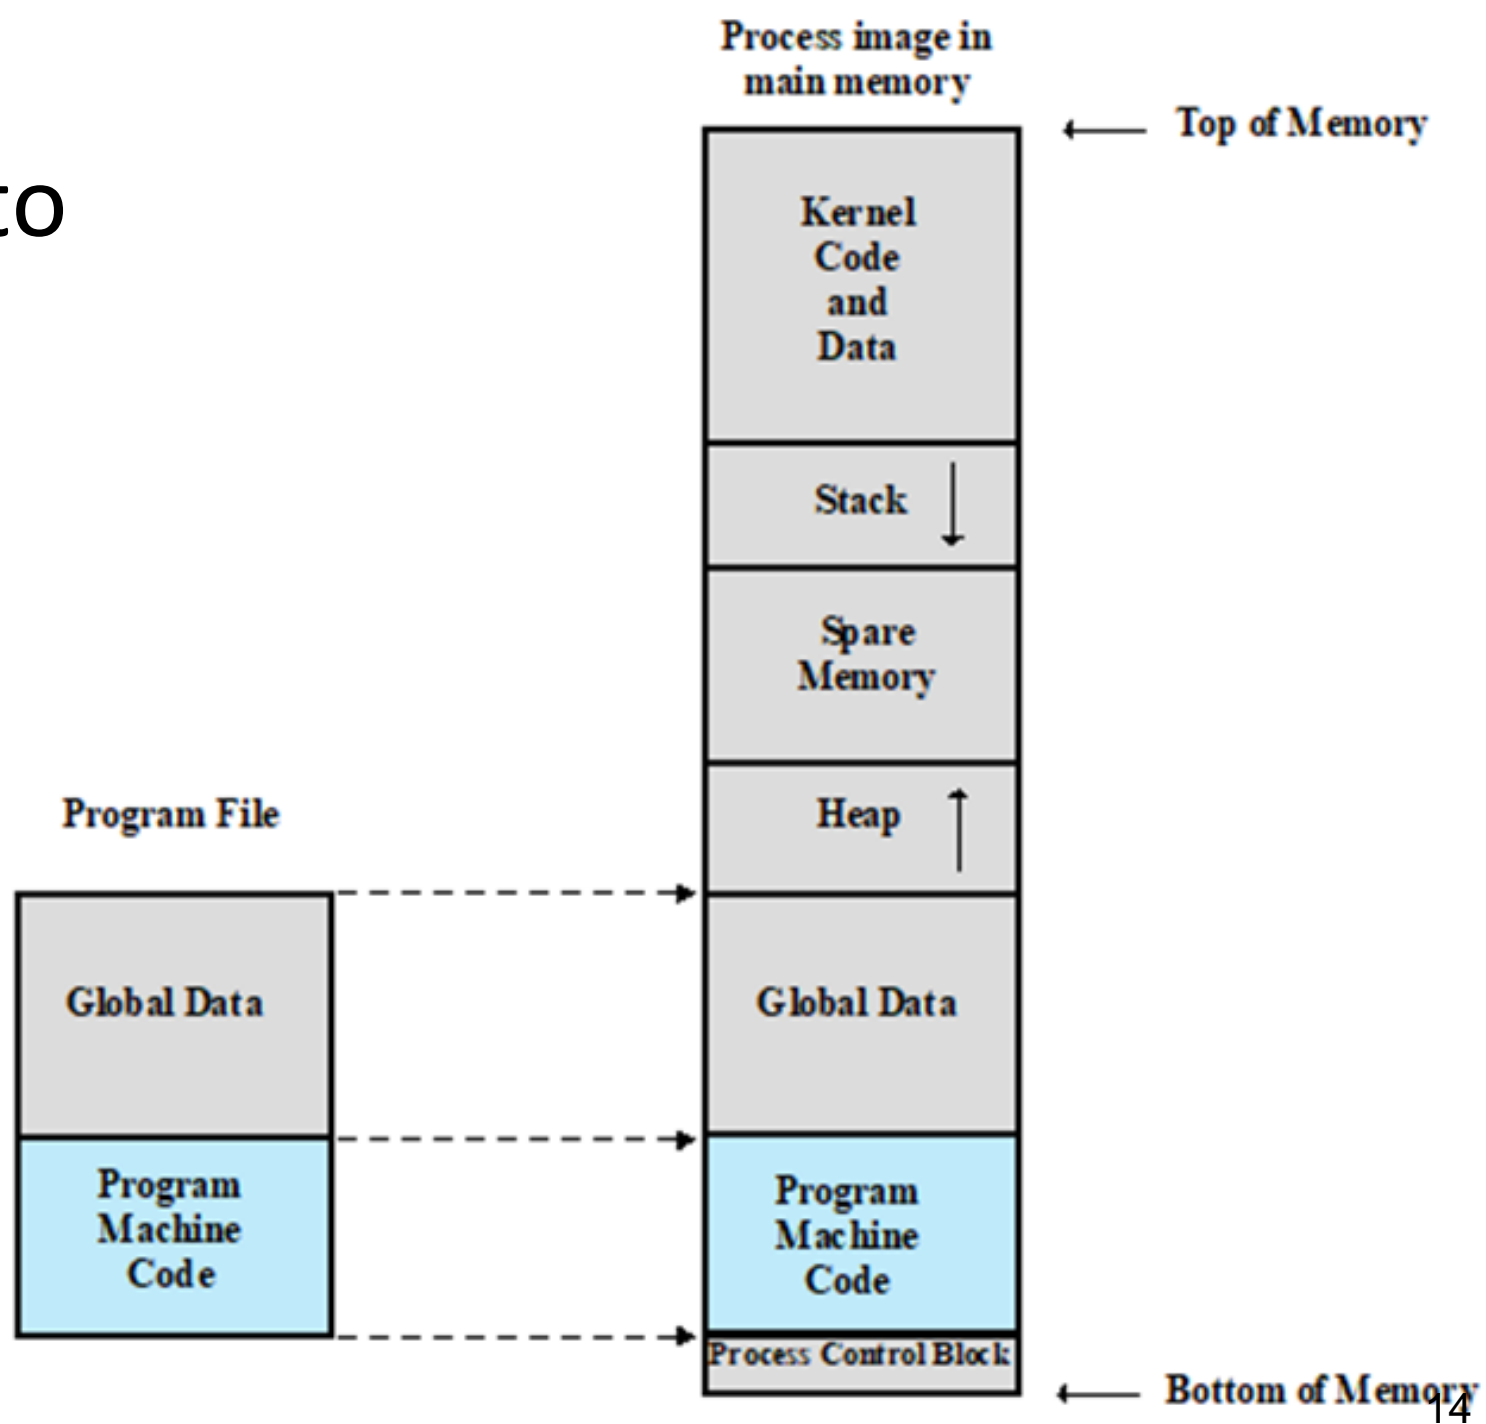 Process image in
main memory
Top of Memory
to
Kernel
Code
and
Data
Stack
Spare
Memory
Program File
Heap
Global Data
Global Data
Program
Machine
Code
Program
Machine
Code
Process Control Block
Bottom of Memory
14